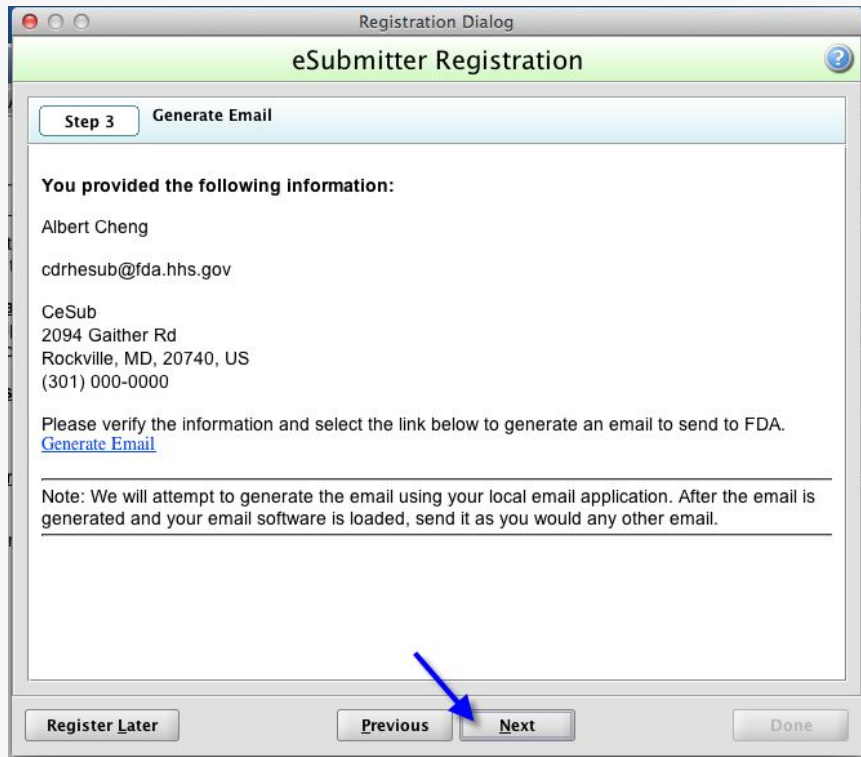 Registration Dialog
eSubmitter Registration
Step 3 Generate Email
You provided the following information:
Albert Cheng
cdrhesub@fda.hhs.gov
CeSub
2094 Gaither Rd
Rockville, MD, 20740, US
(301) 000-0000
Please verify the information and select the link below to generate an email to send to FDA.
Generate Email
Note: We will attempt to generate the email using your local email application. After the email is
generated and your email software is loaded, send it as you would any other email.
Register Later Previous Next Done